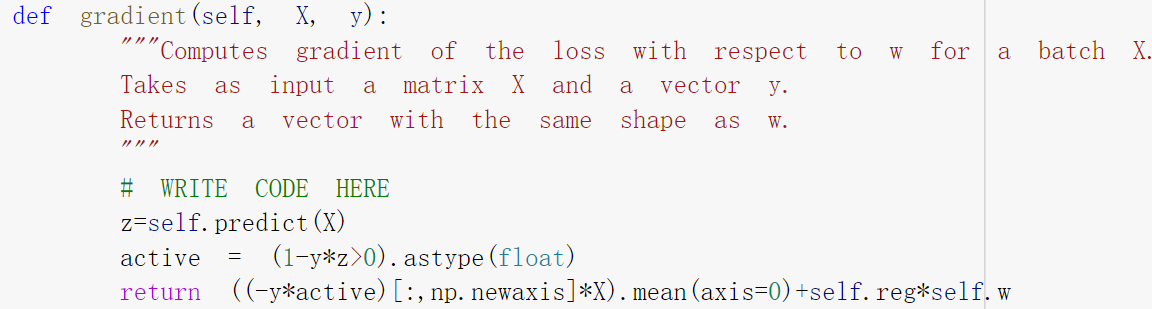 def gradient(self, X, y):
"""Computes gradient of the loss with respect to w for a batch X.
Takes as input a matrix X and a vector y.
Returns a vector with the same shape as w.
"""
# WRITE CODE HERE
z=self.predict(X)
active = (1-y*z>0).astype(float)
return ((-y*active)[:,np.newaxis]*X).mean(axis=0)+self.reg*self.w